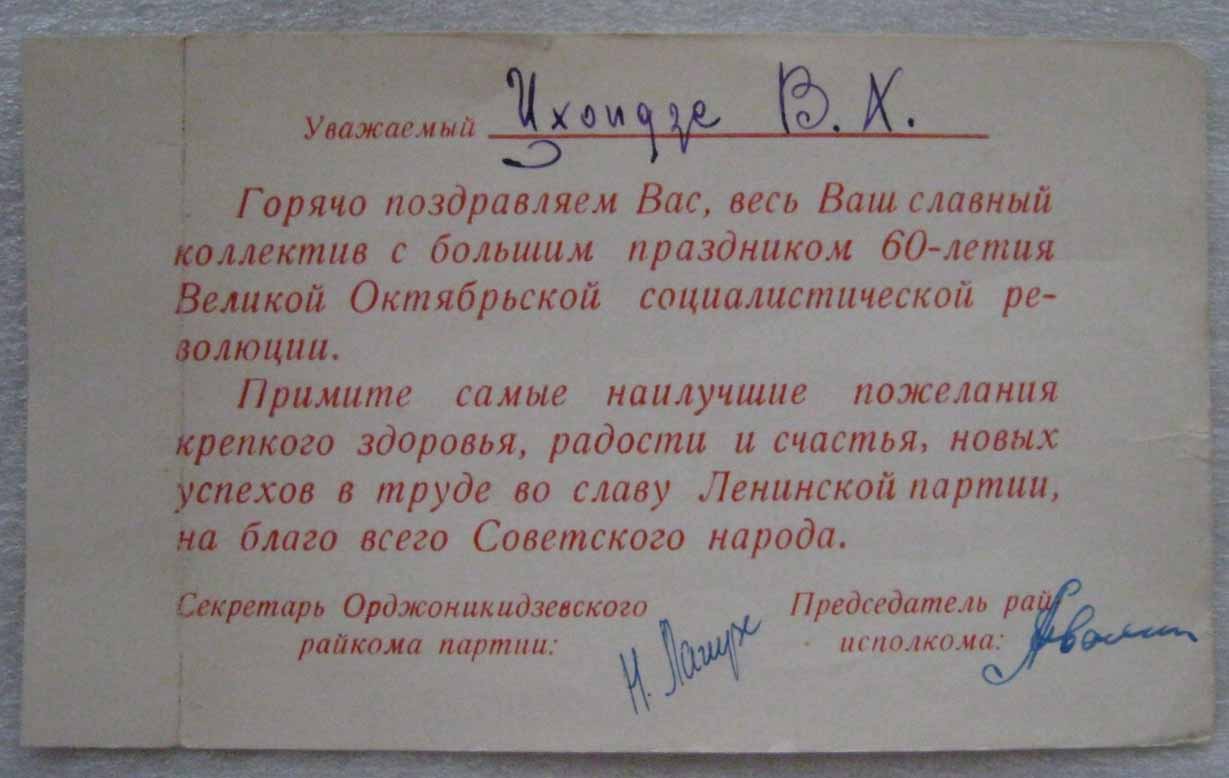 Уважаемый Цхоидзе В. Х.
Горячо поздравляем Вас, весь Ваш славный
коллектив с большим праздником 60-летия
Великой Октябрьской социалистической ре-
волюции.
Примите самые наилучшие пожелания
крепкого здоровья, радости и счастья, новых
успехов в труде во славу Ленинской партии,
на благо всего Советского народа.
Секретарь Орджоникидзевского Председатель рай
райкома партии: исполкома: